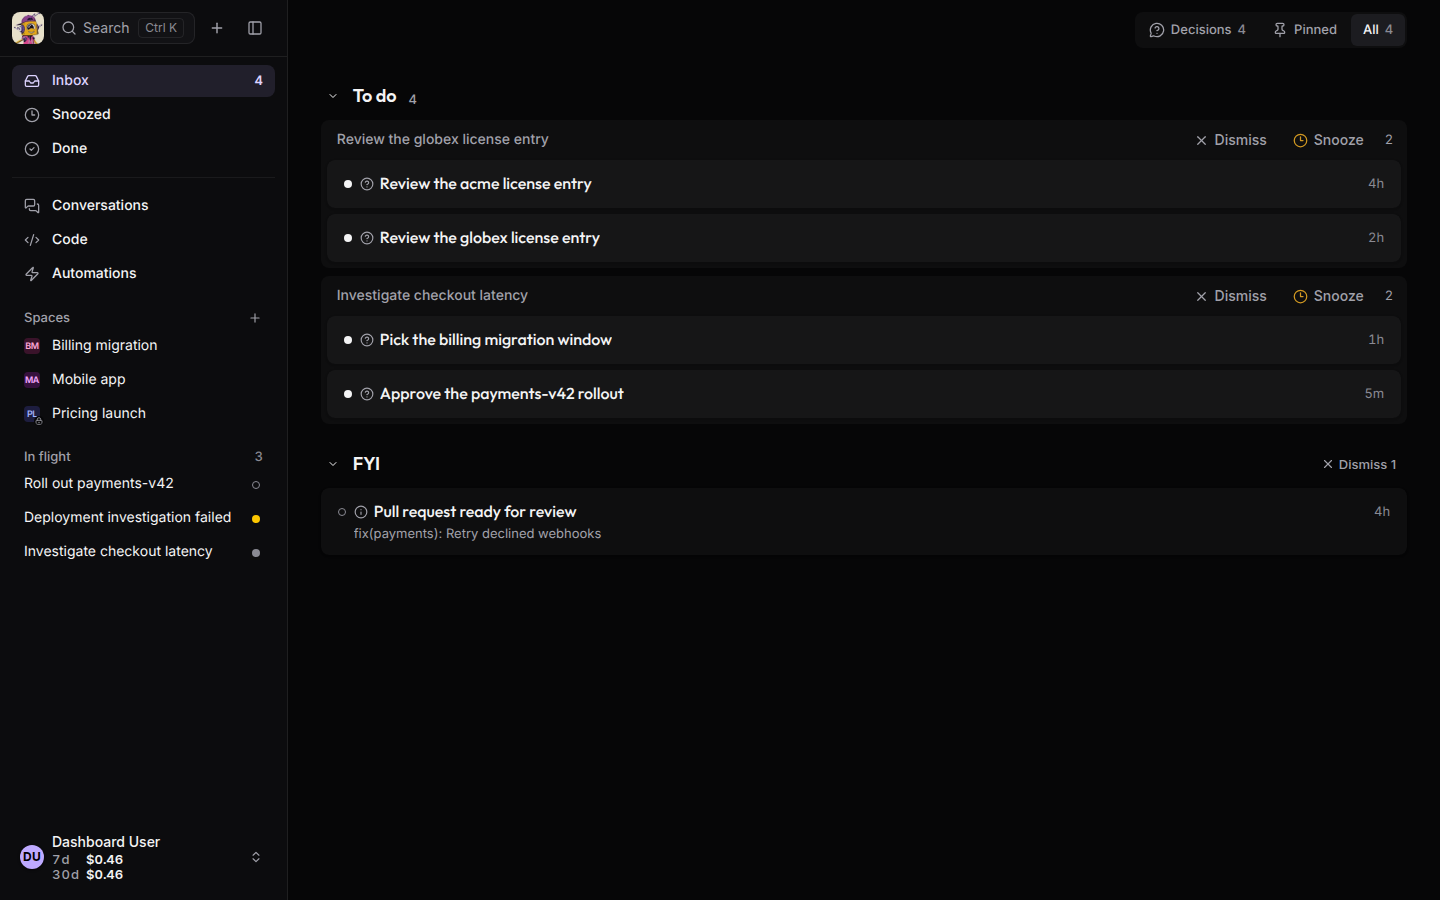 Search Ctrl K
Decisions 4 Pinned All 4
Inbox 4
Snoozed
Done
Conversations
Code
Automations
Spaces
BM Billing migration
MA Mobile app
PL Pricing launch
In flight 3
Roll out payments-v42
Deployment investigation failed
Investigate checkout latency
DU Dashboard User
7d $0.46
30d $0.46
To do 4
Review the globex license entry Dismiss Snooze 2
Review the acme license entry 4h
Review the globex license entry 2h
Investigate checkout latency Dismiss Snooze 2
Pick the billing migration window 1h
Approve the payments-v42 rollout 5m
FYI Dismiss 1
Pull request ready for review 4h
fix(payments): Retry declined webhooks